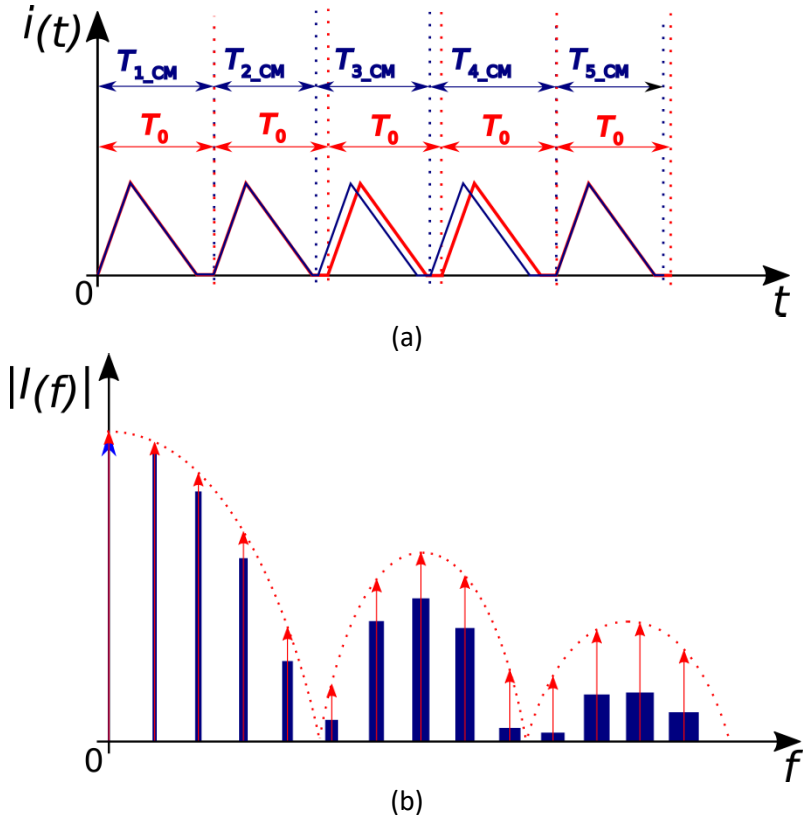 i(t)
T1_CM T2_CM T3_CM T4_CM T5_CM
T0 T0 T0 T0 T0
0
t
(a)
|I(f)|
0
f
(b)